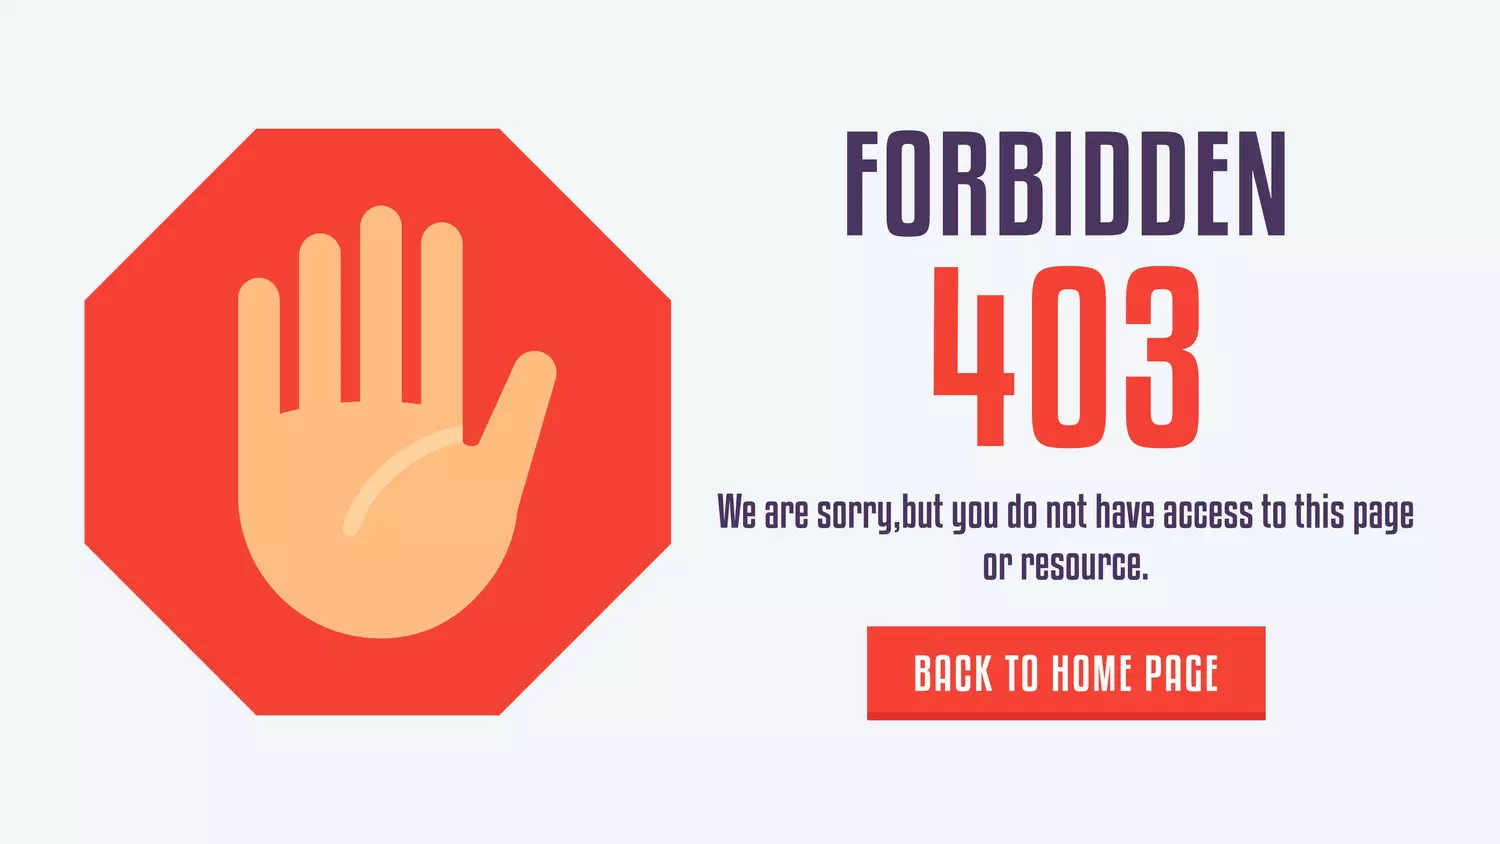 FORBIDDEN
403
We are sorry,but you do not have access to this page
or resource.
BACK TO HOME PAGE